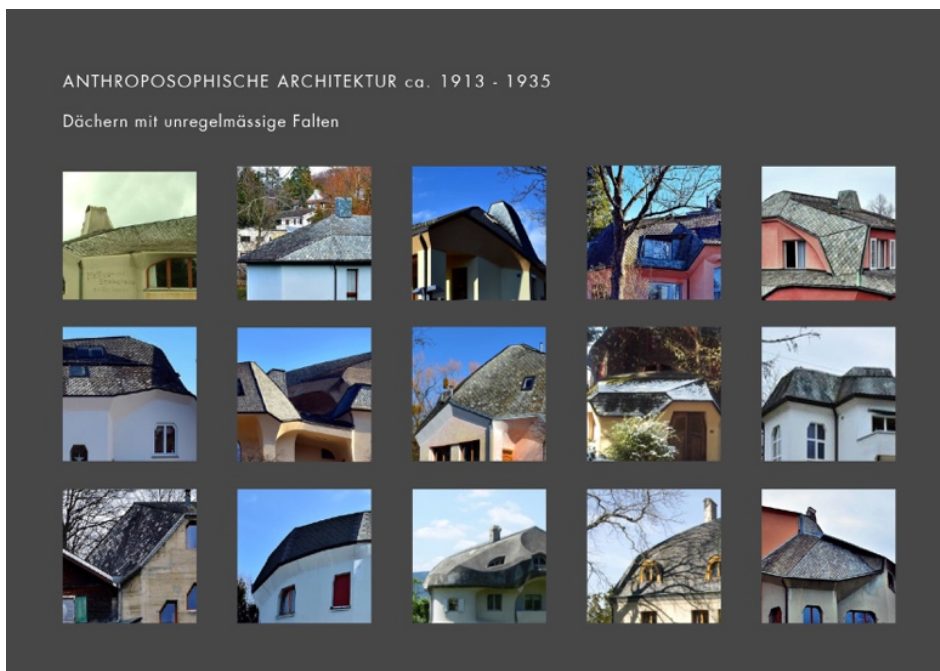 ANTHROPOSOPHISCHE ARCHITEKTUR ca. 1913 - 1935
Dächern mit unregelmässige Falten